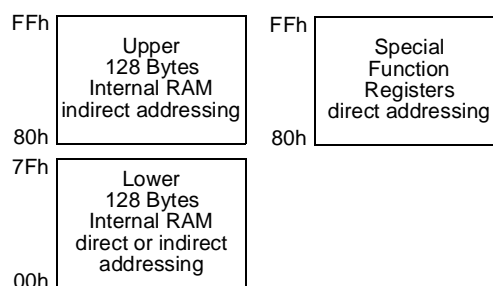 FFh
Upper
128 Bytes
Internal RAM
indirect addressing
80h
FFh
Special
Function
Registers
direct addressing
80h
7Fh
Lower
128 Bytes
Internal RAM
direct or indirect
addressing
00h